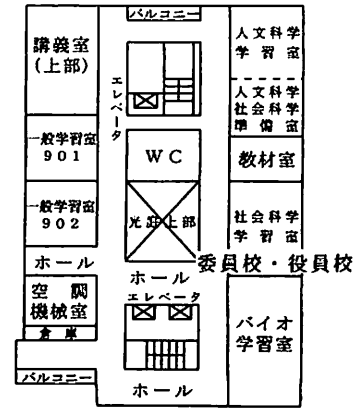 バルコニー
講義室
(上部)
人文科学
学習室
エレベータ
人文科学
社会科学
準備室
一般学習室
901
WC
教材室
一般学習室
902
光庭上部
社会科学
学習室
ホール
委員校・役員校
ホール
空調
機械室
エレベータ
バイオ
学習室
倉庫
バルコニー
ホール